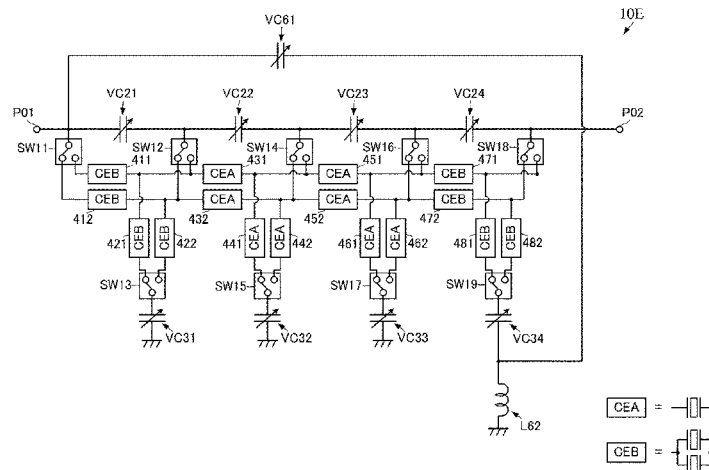 10E
VC61
VC21 VC22 VC23 VC24
P01 P02
SW11 SW12 SW14 SW16 SW18
411 431 451 471
CEB CEA CEA CEB
CEB CEA CEA CEB
412 432 452 472
421 CEB CEB 422 441 CEA CEA 442 461 CEA CEA 462 481 CEB CEB 482
SW13 SW15 SW17 SW19
VC31 VC32 VC33 VC34
L62
CEA =
CEB =